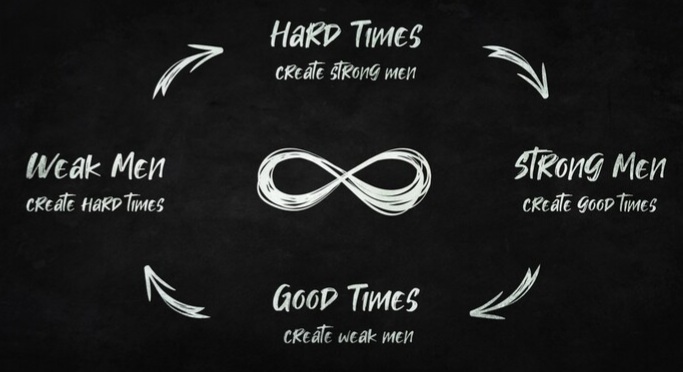 Hard Times
create strong men
Weak Men
create hard times
Strong Men
create good times
Good Times
create weak men